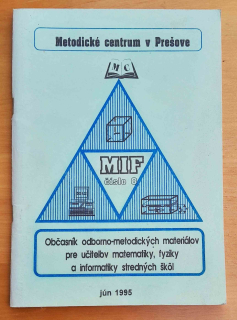 Metodické centrum v Prešove
MC
MIF
číslo 8
Občasník odborno-metodických materiálov
pre učiteľov matematiky, fyziky
a informatiky stredných škôl
jún 1995